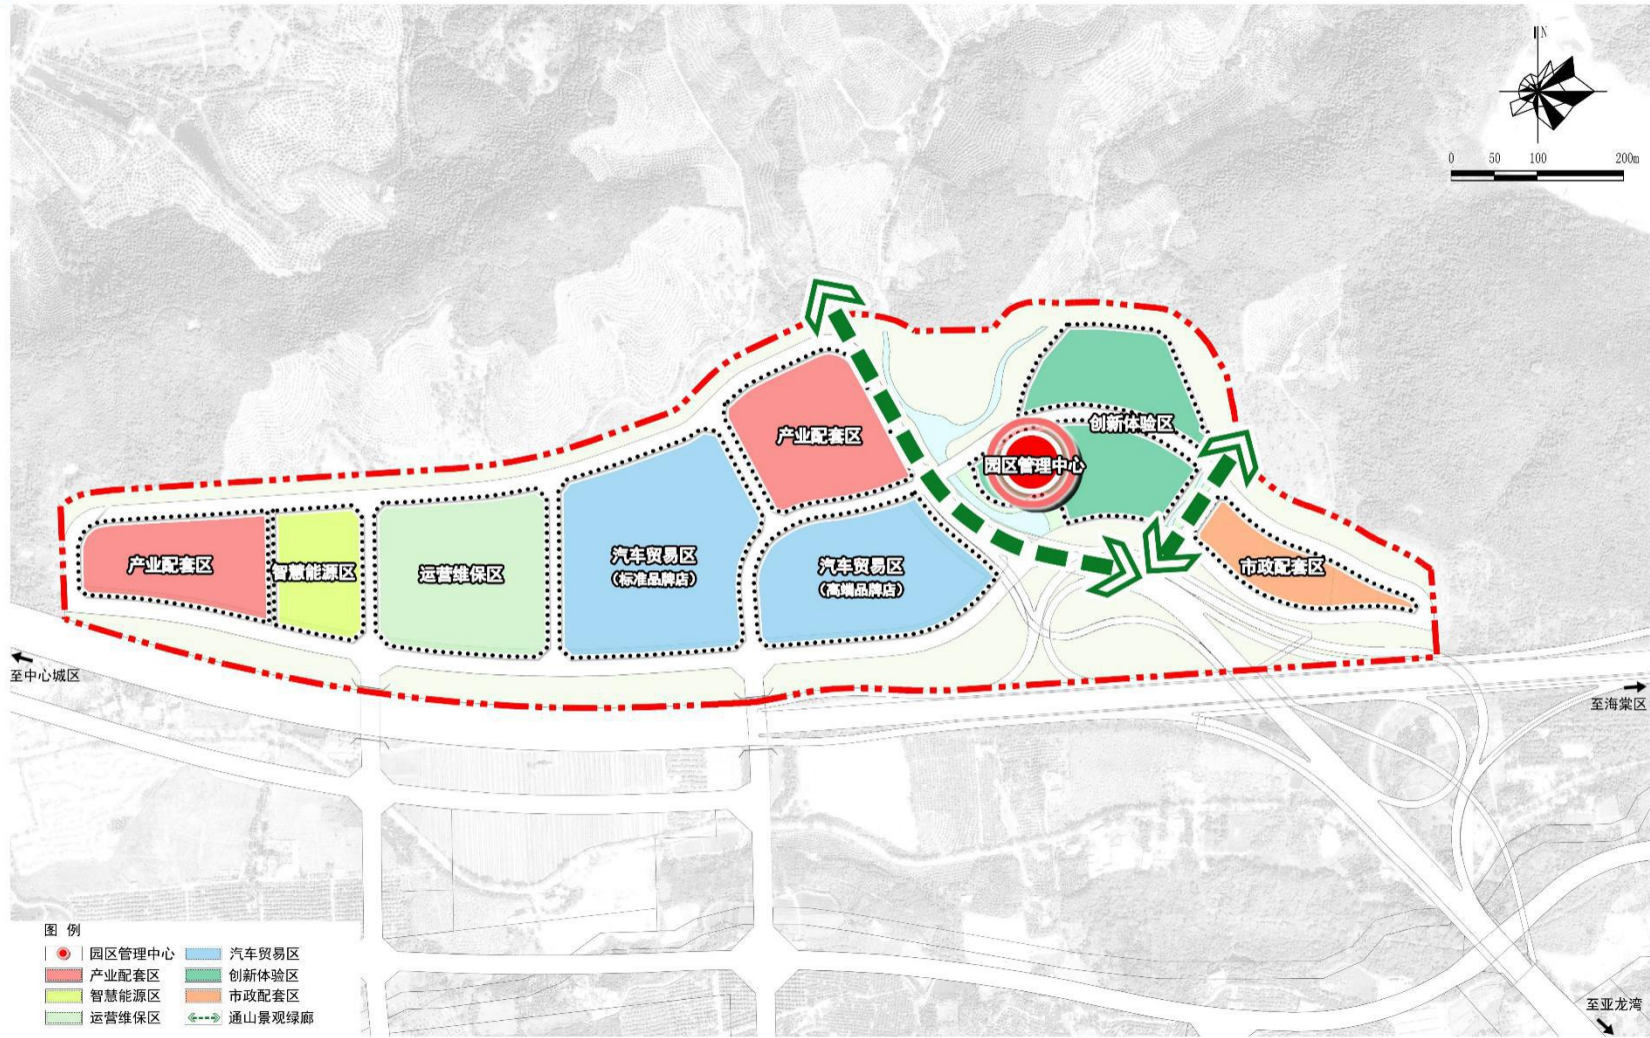 N
0 50 100 200m
产业配套区
创新体验区
园区管理中心
汽车贸易区
（标准品牌店）
汽车贸易区
（高端品牌店）
产业配套区
智慧能源区
运营维保区
市政配套区
至中心城区
至海棠区
至亚龙湾
图 例
园区管理中心
汽车贸易区
产业配套区
创新体验区
智慧能源区
市政配套区
运营维保区
通山景观绿廊